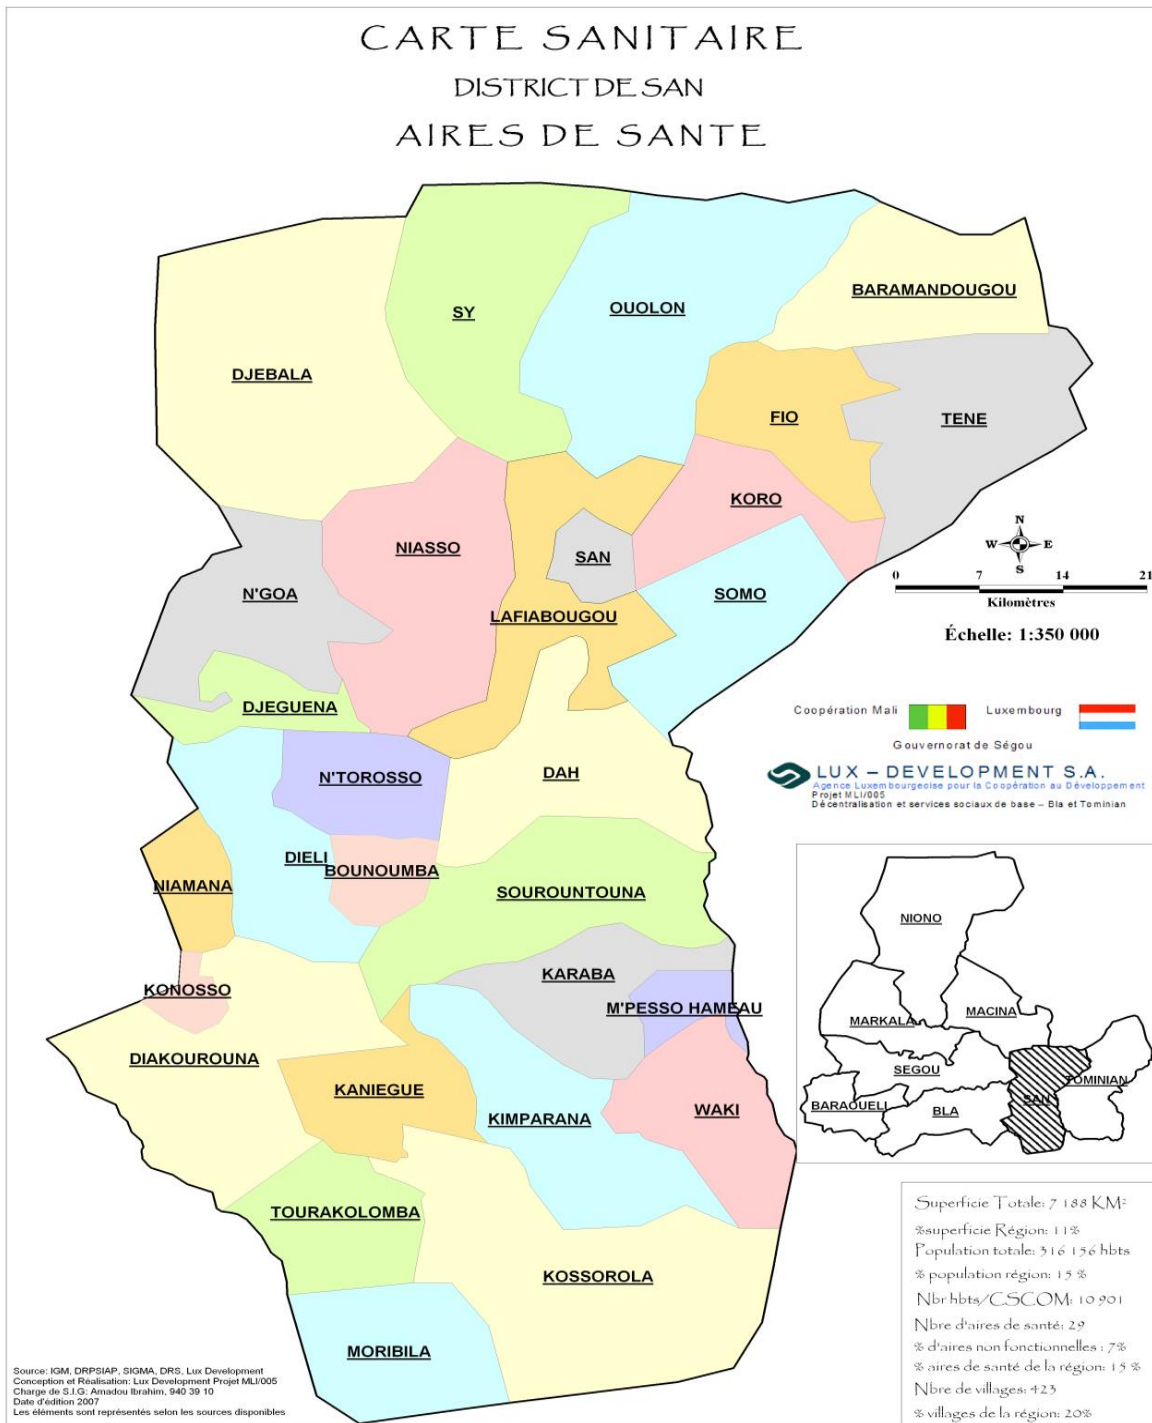 CARTE SANITAIRE
DISTRICT DE SAN
AIRES DE SANTE
BARAMANDOUGOU
SY
OUOLON
DJEBALA
FIO
TENE
KORO
NIASSO
SAN
N'GOA
SOMO
LAFIABOUGOU
DJEGUENA
N'TOROSSO
DAH
DIELI
BOUNOUMBA
NIAMANA
SOUROUNTOUNA
KARABA
KONOSSO
M'PESSO HAMEAU
DIAKOUROUNA
KANIEGUE
KIMPARANA
WAKI
TOURAKOLOMBA
KOSSOROLA
MORIBILA
N
W E
S
0 7 14 21
Kilomètres
Échelle: 1:350 000
Coopération Mali Luxembourg
Gouvernorat de Ségou
LUX – DEVELOPMENT S.A.
Agence Luxembourgeoise pour la Coopération au Développement
Projet MLI/005
Décentralisation et services sociaux de base – Bla et Tominian
NIONO
MARKALA
MACINA
SEGOU
TOMINIAN
BARAOUELI
BLA
SAN
Superficie Totale: 7 188 KM²
%superficie Région: 11%
Population totale: 316 156 hbts
% population région: 15 %
Nbr hbts/CSCOM: 10 901
Nbre d'aires de santé: 29
% d'aires non fonctionnelles : 7%
% aires de santé de la région: 15 %
Nbre de villages: 423
% villages de la région: 20%
Source: IGM, DRPSIAP, SIGMA, DRS, Lux Development
Conception et Réalisation: Lux Development Projet MLI/005
Charge de S.I.G: Amadou Ibrahim, 940 39 10
Date d'édition 2007
Les éléments sont représentés selon les sources disponibles